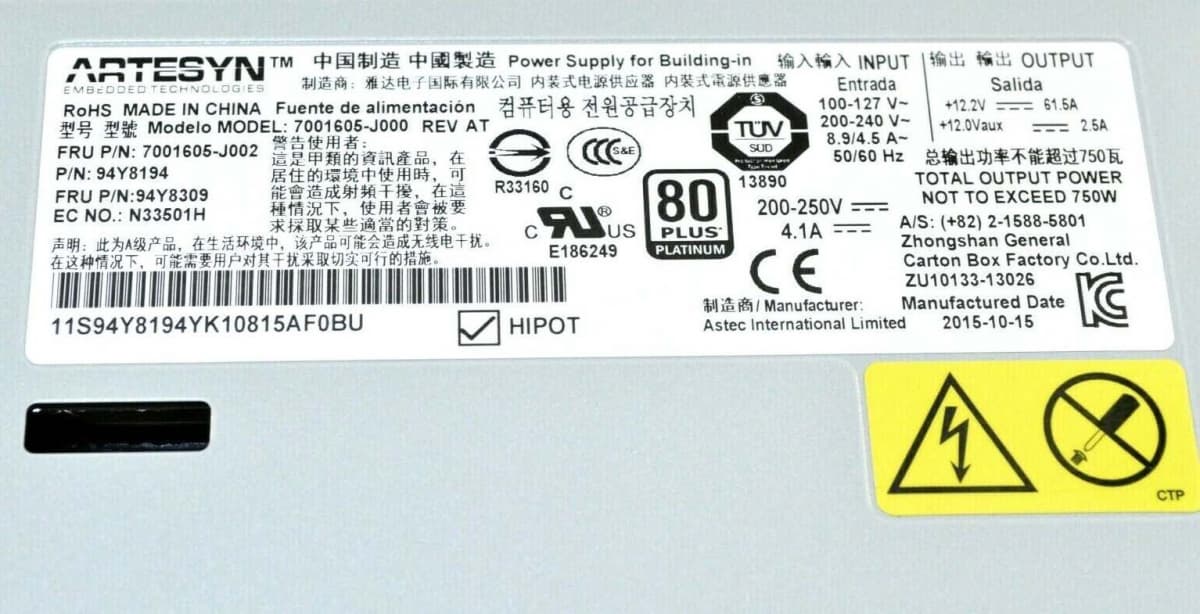 ARTESYN™
EMBEDDED TECHNOLOGIES
中国制造 中國製造 Power Supply for Building-in
制造商：雅达电子国际有限公司 内装式电源供应器 内裝式電源供應器
RoHS MADE IN CHINA Fuente de alimentación 컴퓨터용 전원공급장치
型号 型號 Modelo MODEL: 7001605-J000 REV AT
FRU P/N: 7001605-J002
P/N: 94Y8194
FRU P/N:94Y8309
EC NO.: N33501H
警告使用者：
這是甲類的資訊產品，在
居住的環境中使用時，可
能會造成射頻干擾，在這
種情況下，使用者會被要
求採取某些適當的對策。
声明：此为A级产品，在生活环境中，该产品可能会造成无线电干扰。
在这种情况下，可能需要用户对其干扰采取切实可行的措施。
11S94Y8194YK10815AF0BU
HIPOT
R33160
CCC S&E
C RU® US
E186249
80
PLUS
PLATINUM
TÜV
SÜD
13890
输入 輸入 INPUT
Entrada
100-127 V~
200-240 V~
8.9/4.5 A~
50/60 Hz
200-250V
4.1A
CE
制造商/ Manufacturer:
Astec International Limited
输出 輸出 OUTPUT
Salida
+12.2V 61.5A
+12.0Vaux 2.5A
总输出功率不能超过750瓦
TOTAL OUTPUT POWER
NOT TO EXCEED 750W
A/S: (+82) 2-1588-5801
Zhongshan General
Carton Box Factory Co.Ltd.
ZU10133-13026
Manufactured Date
2015-10-15
CTP